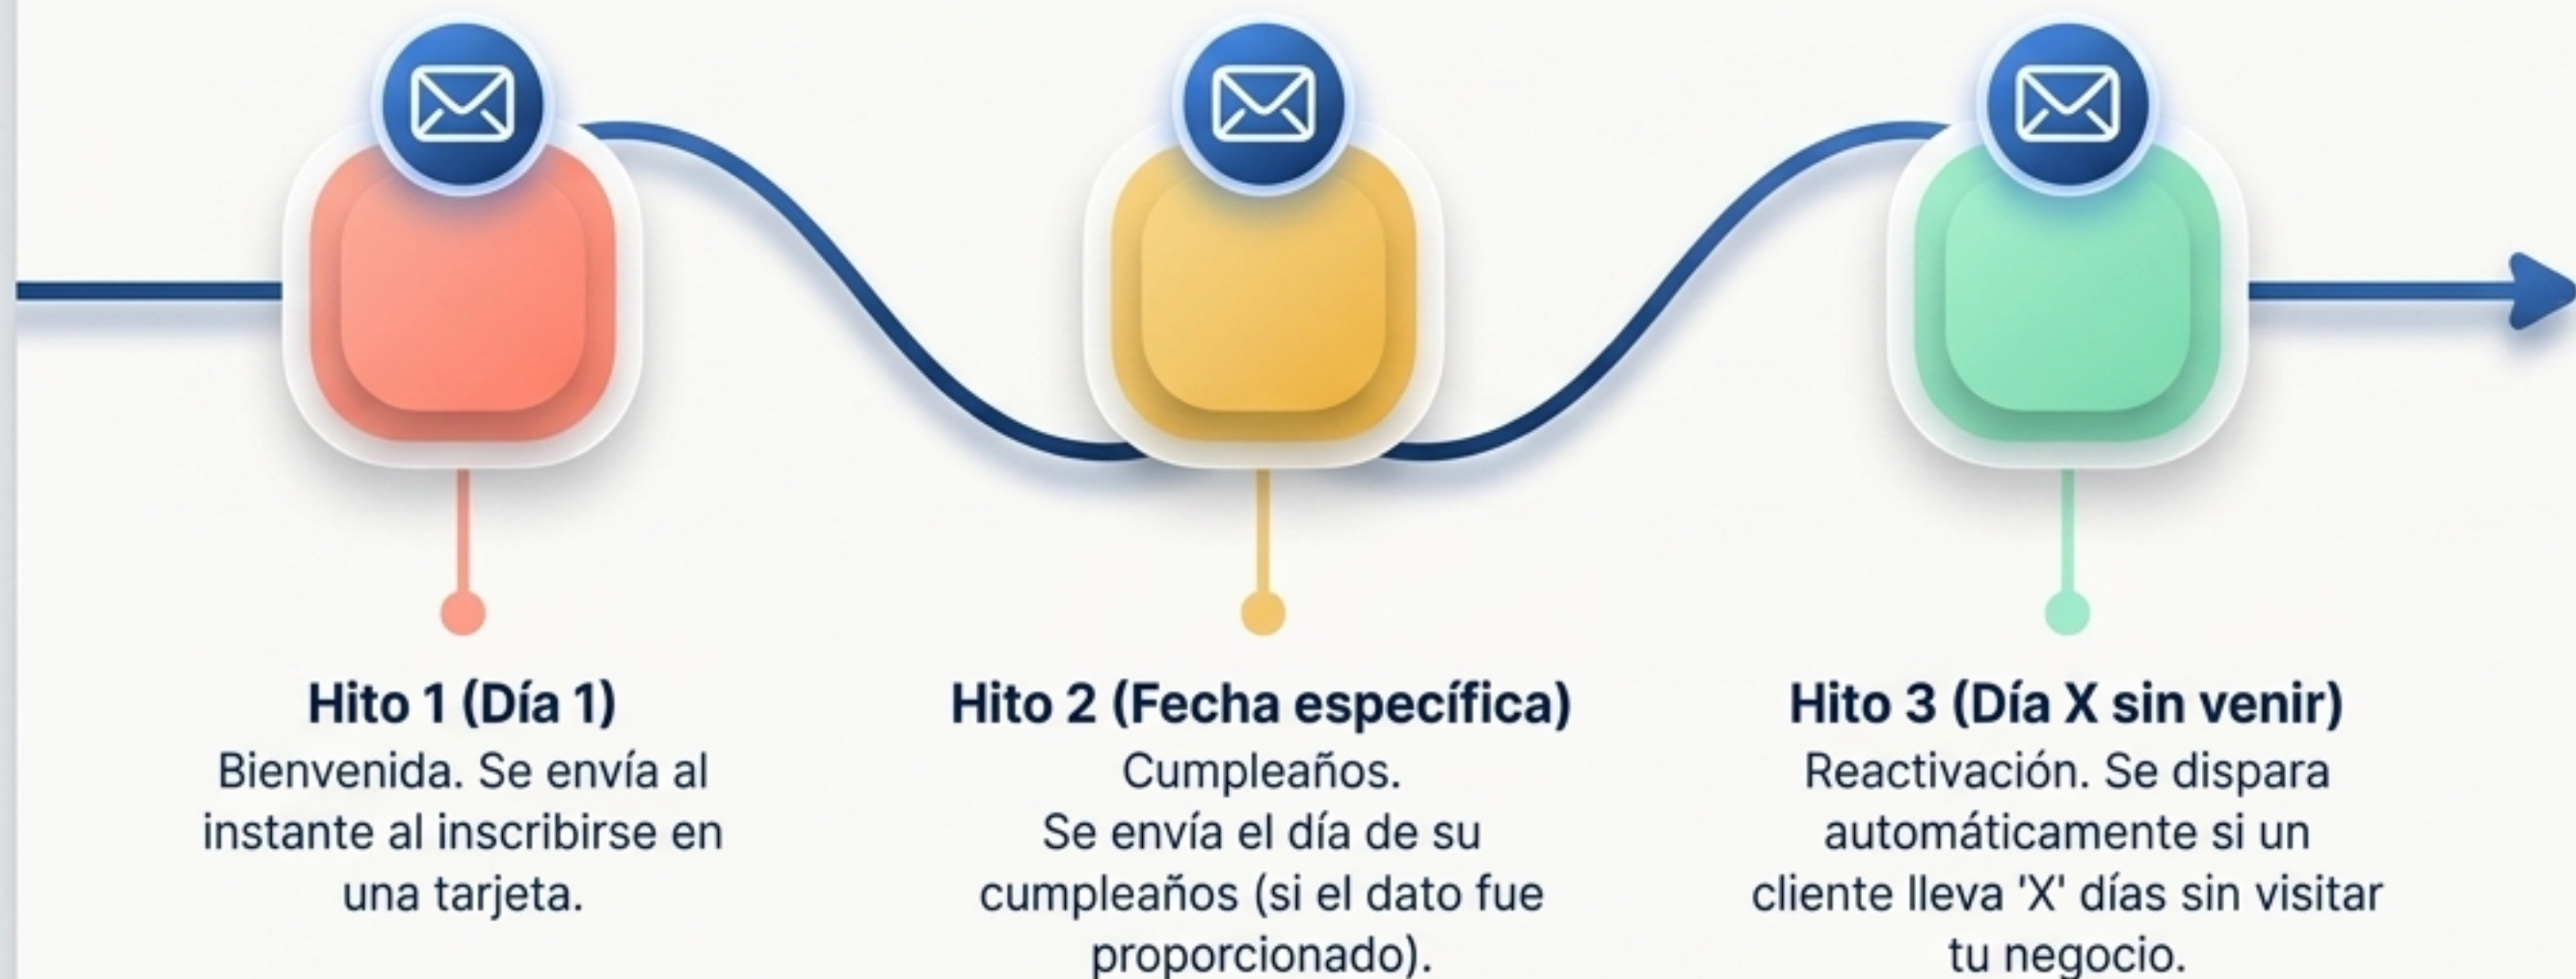 Hito 1 (Día 1)
Bienvenida. Se envía al
instante al inscribirse en
una tarjeta.
Hito 2 (Fecha específica)
Cumpleaños.
Se envía el día de su
cumpleaños (si el dato fue
proporcionado).
Hito 3 (Día X sin venir)
Reactivación. Se dispara
automáticamente si un
cliente lleva 'X' días sin visitar
tu negocio.